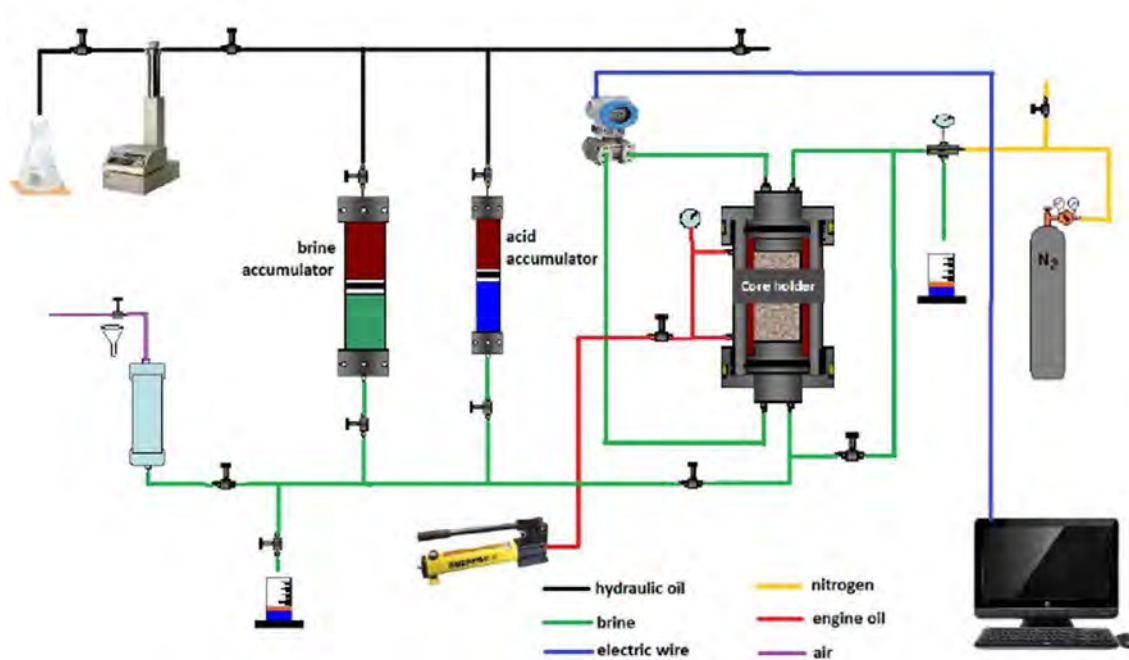 brine
accumulator
acid
accumulator
Core holder
N₂
hydraulic oil
brine
electric wire
nitrogen
engine oil
air